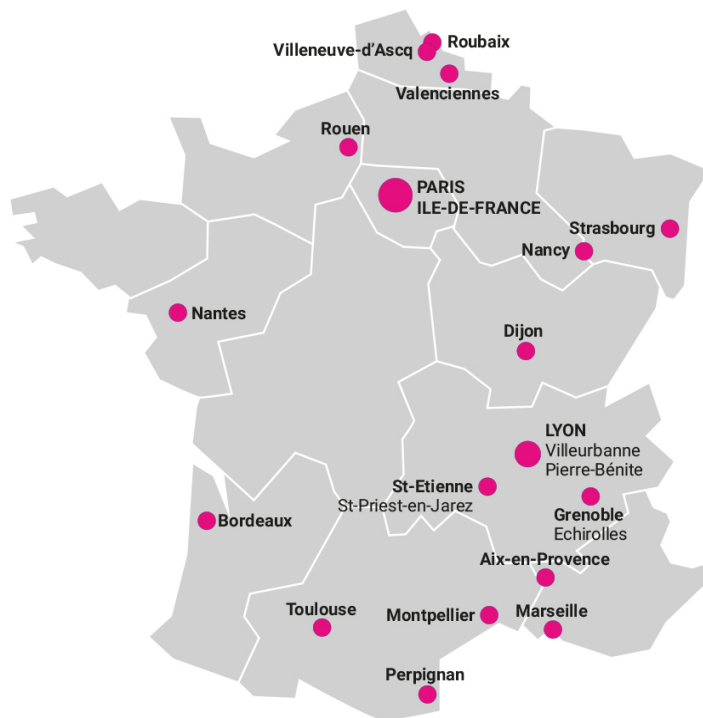 Roubaix
Villeneuve-d’Ascq
Valenciennes
Rouen
PARIS
ILE-DE-FRANCE
Strasbourg
Nancy
Nantes
Dijon
LYON
Villeurbanne
Pierre-Bénite
St-Etienne
St-Priest-en-Jarez
Grenoble
Echirolles
Bordeaux
Aix-en-Provence
Toulouse
Montpellier
Marseille
Perpignan